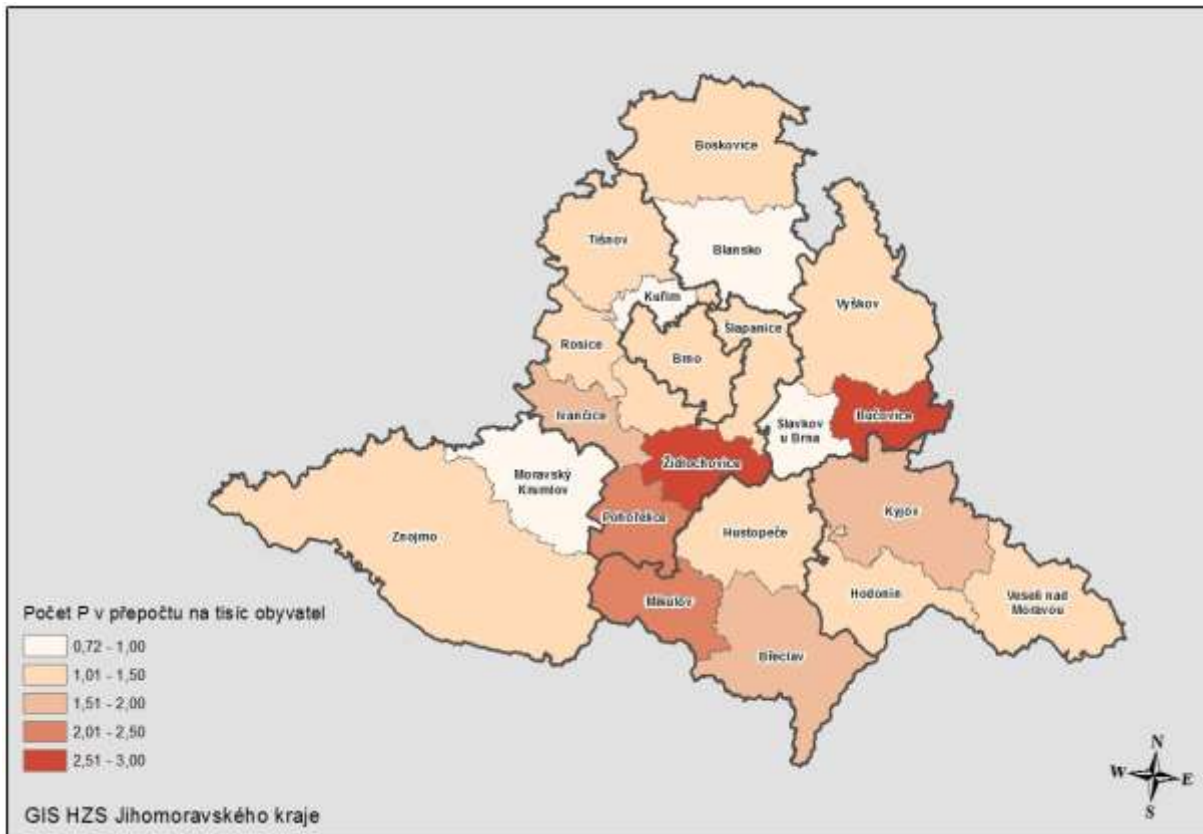 Boskovice
Tišnov
Blansko
Kuřim
Vyškov
Šlapanice
Rosice
Brno
Ivančice
Slavkov
u Brna
Bučovice
Židlochovice
Moravský
Krumlov
Pohořelice
Kyjov
Znojmo
Hustopeče
Mikulov
Hodonín
Veselí nad
Moravou
Břeclav
Počet P v přepočtu na tisíc obyvatel
0,72 - 1,00
1,01 - 1,50
1,51 - 2,00
2,01 - 2,50
2,51 - 3,00
GIS HZS Jihomoravského kraje
N
W E
S